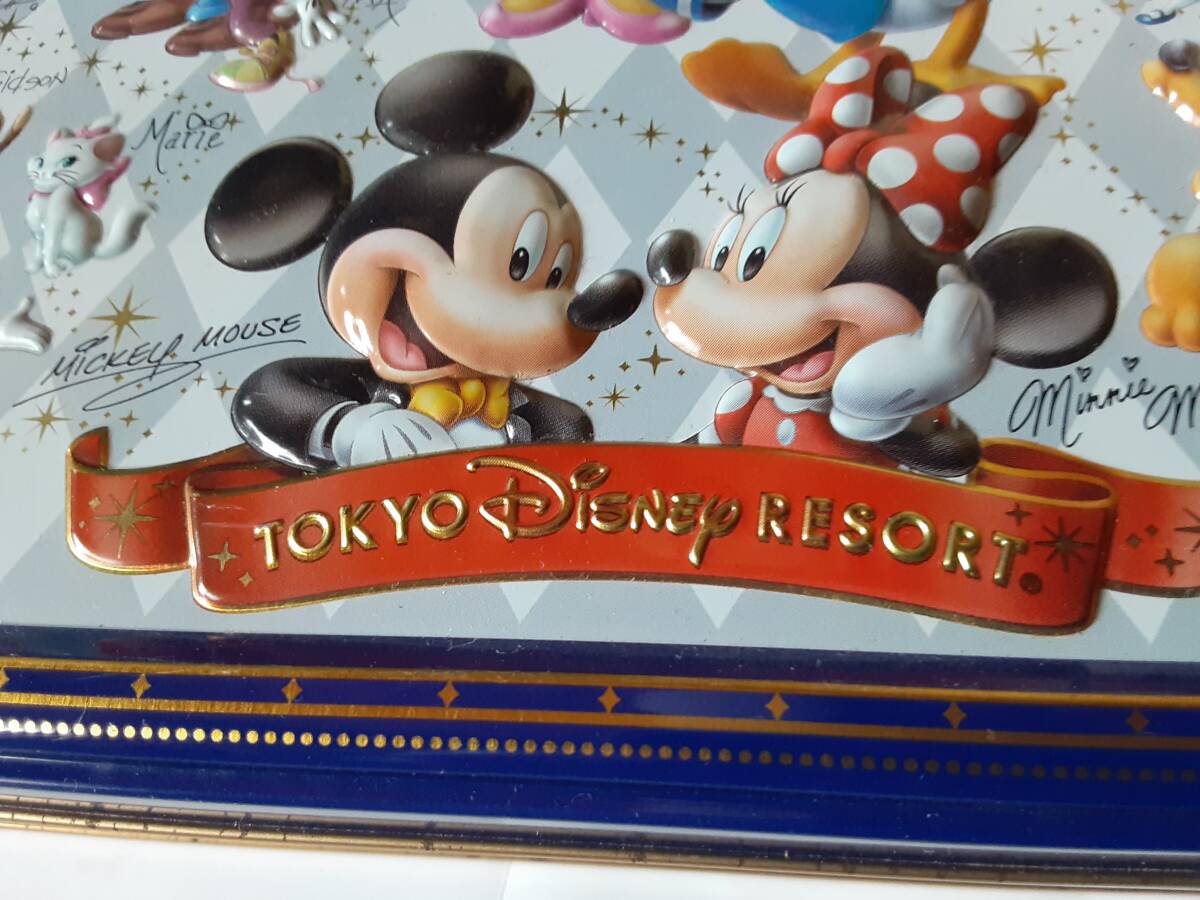 Marie
MICKEY MOUSE
Minnie
TOKYO Disney RESORT®